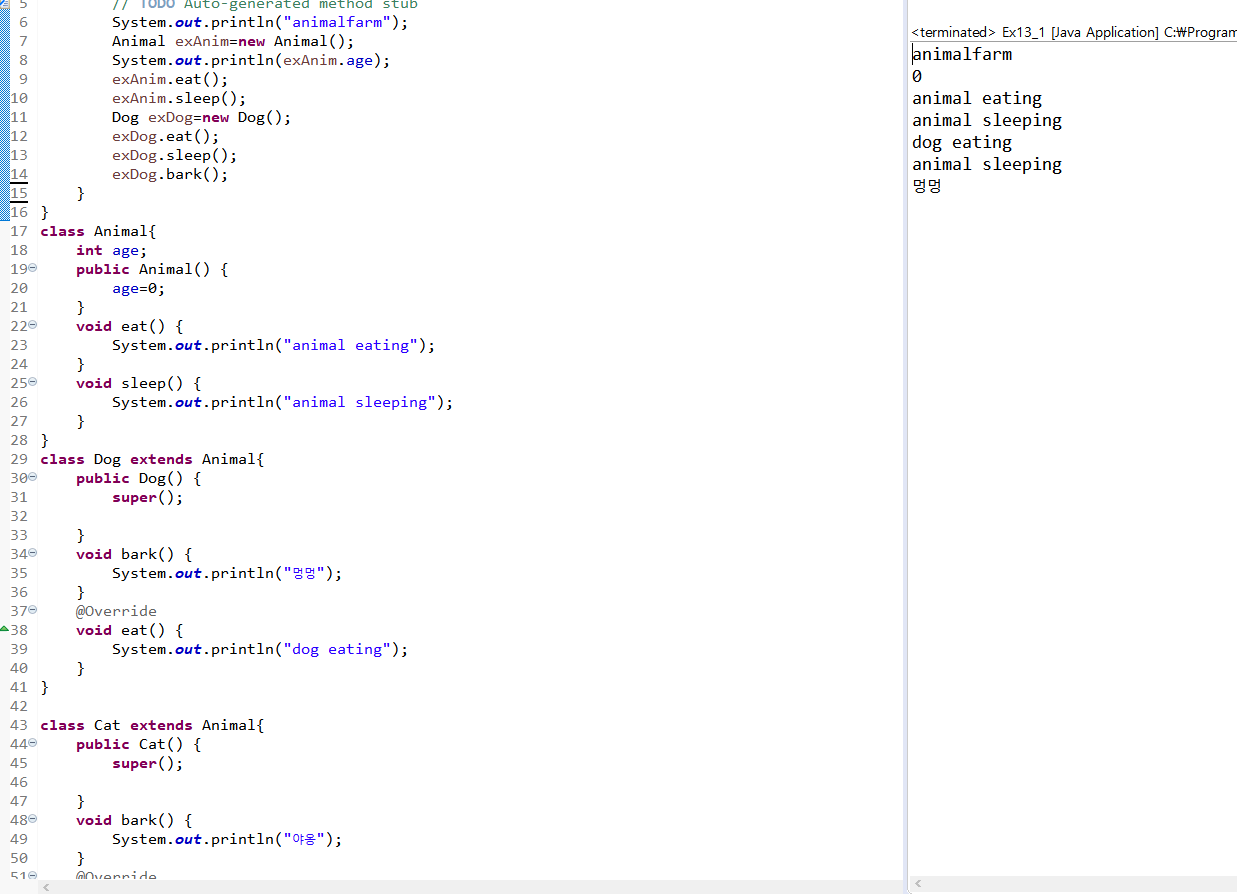 5 // TODO Auto-generated method stub
6 System.out.println("animalfarm");
7 Animal exAnim=new Animal();
8 System.out.println(exAnim.age);
9 exAnim.eat();
10 exAnim.sleep();
11 Dog exDog=new Dog();
12 exDog.eat();
13 exDog.sleep();
14 exDog.bark();
15 }
16 }
17 class Animal{
18 int age;
19 public Animal() {
20 age=0;
21 }
22 void eat() {
23 System.out.println("animal eating");
24 }
25 void sleep() {
26 System.out.println("animal sleeping");
27 }
28 }
29 class Dog extends Animal{
30 public Dog() {
31 super();
32
33 }
34 void bark() {
35 System.out.println("멍멍");
36 }
37 @Override
38 void eat() {
39 System.out.println("dog eating");
40 }
41 }
42
43 class Cat extends Animal{
44 public Cat() {
45 super();
46
47 }
48 void bark() {
49 System.out.println("야옹");
50 }
51 @Override
<terminated> Ex13_1 [Java Application] C:₩Program
animalfarm
0
animal eating
animal sleeping
dog eating
animal sleeping
멍멍